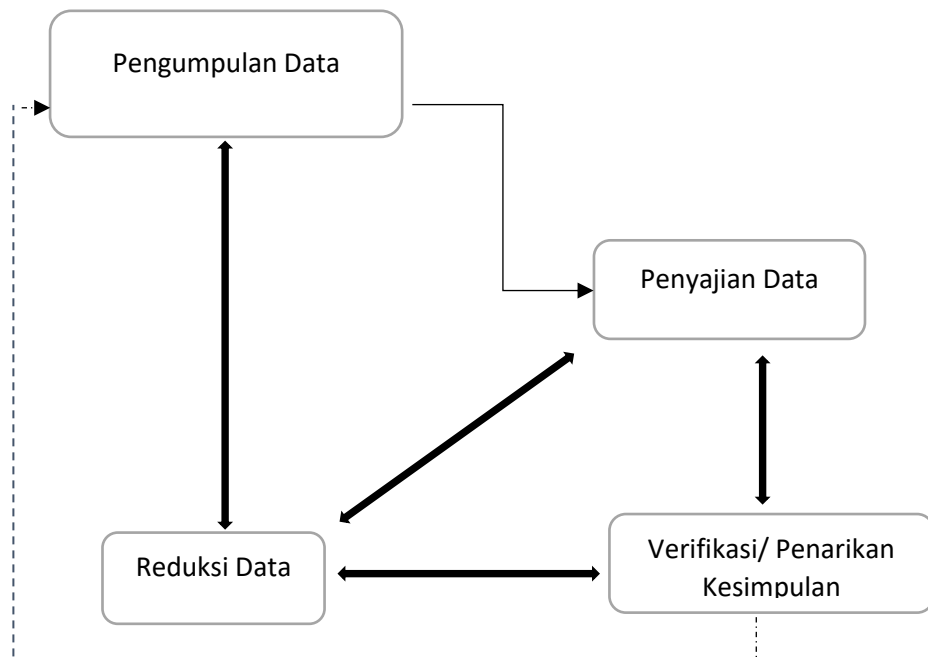 Pengumpulan Data
Penyajian Data
Reduksi Data
Verifikasi/ Penarikan
Kesimpulan